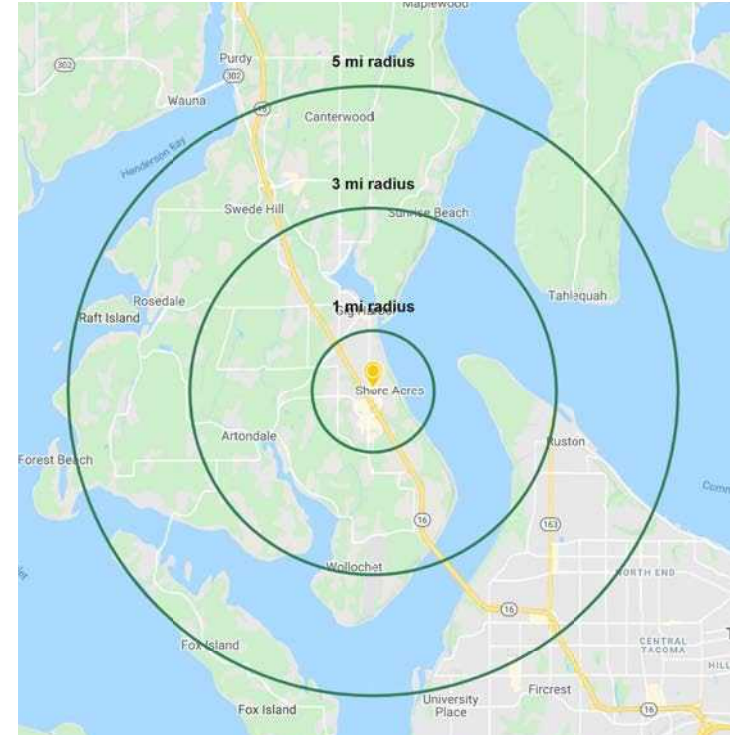 Maplewood
Purdy
5 mi radius
302
302
Wauna
16
Canterwood
Henderson Bay
3 mi radius
Swede Hill
Sunrise Beach
Tahlequah
Rosedale
1 mi radius
Raft Island
Shore Acres
Artondale
Ruston
Forest Beach
16
163
Wollochet
NORTH END
16
CENTRAL
TACOMA
Fox Island
HILL
Fircrest
University
Place
Fox Island
16